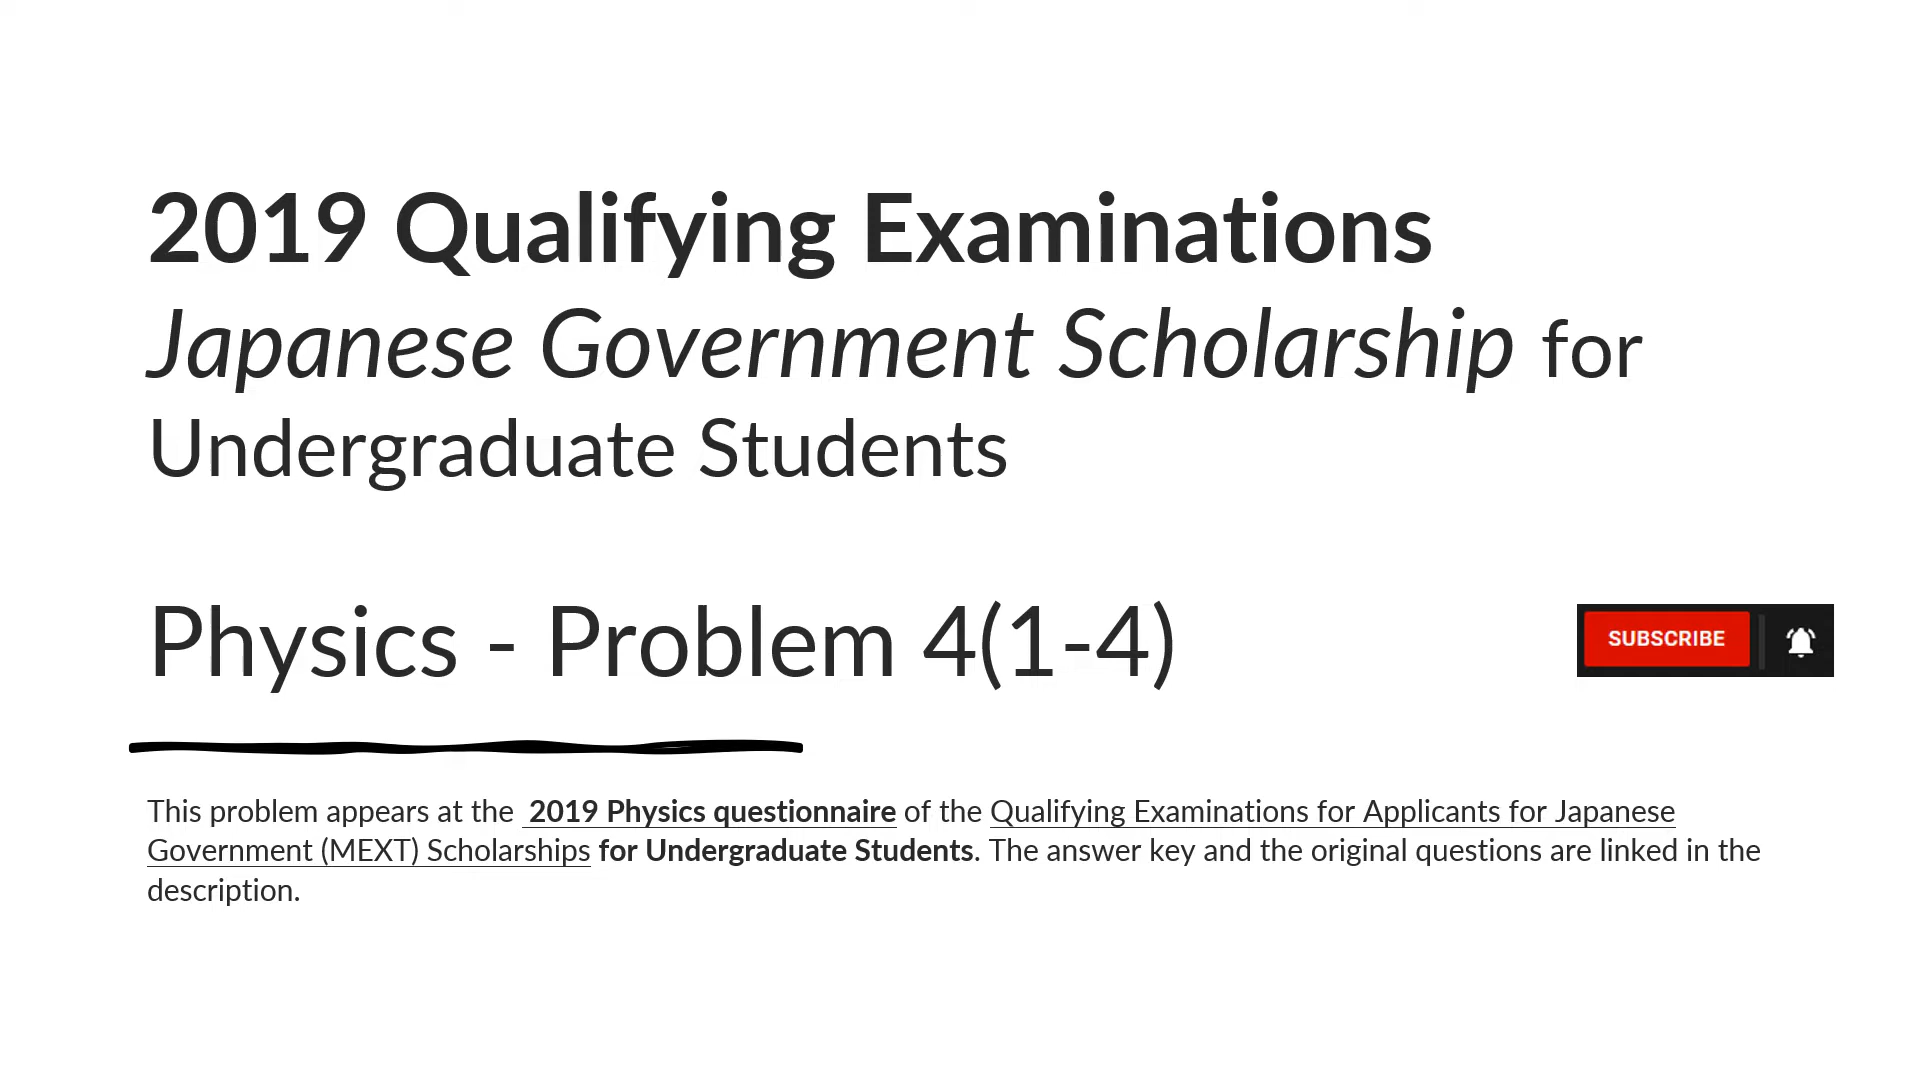 2019 Qualifying Examinations
Japanese Government Scholarship for
Undergraduate Students
Physics - Problem 4(1-4)
SUBSCRIBE
This problem appears at the 2019 Physics questionnaire of the Qualifying Examinations for Applicants for Japanese
Government (MEXT) Scholarships for Undergraduate Students. The answer key and the original questions are linked in the
description.